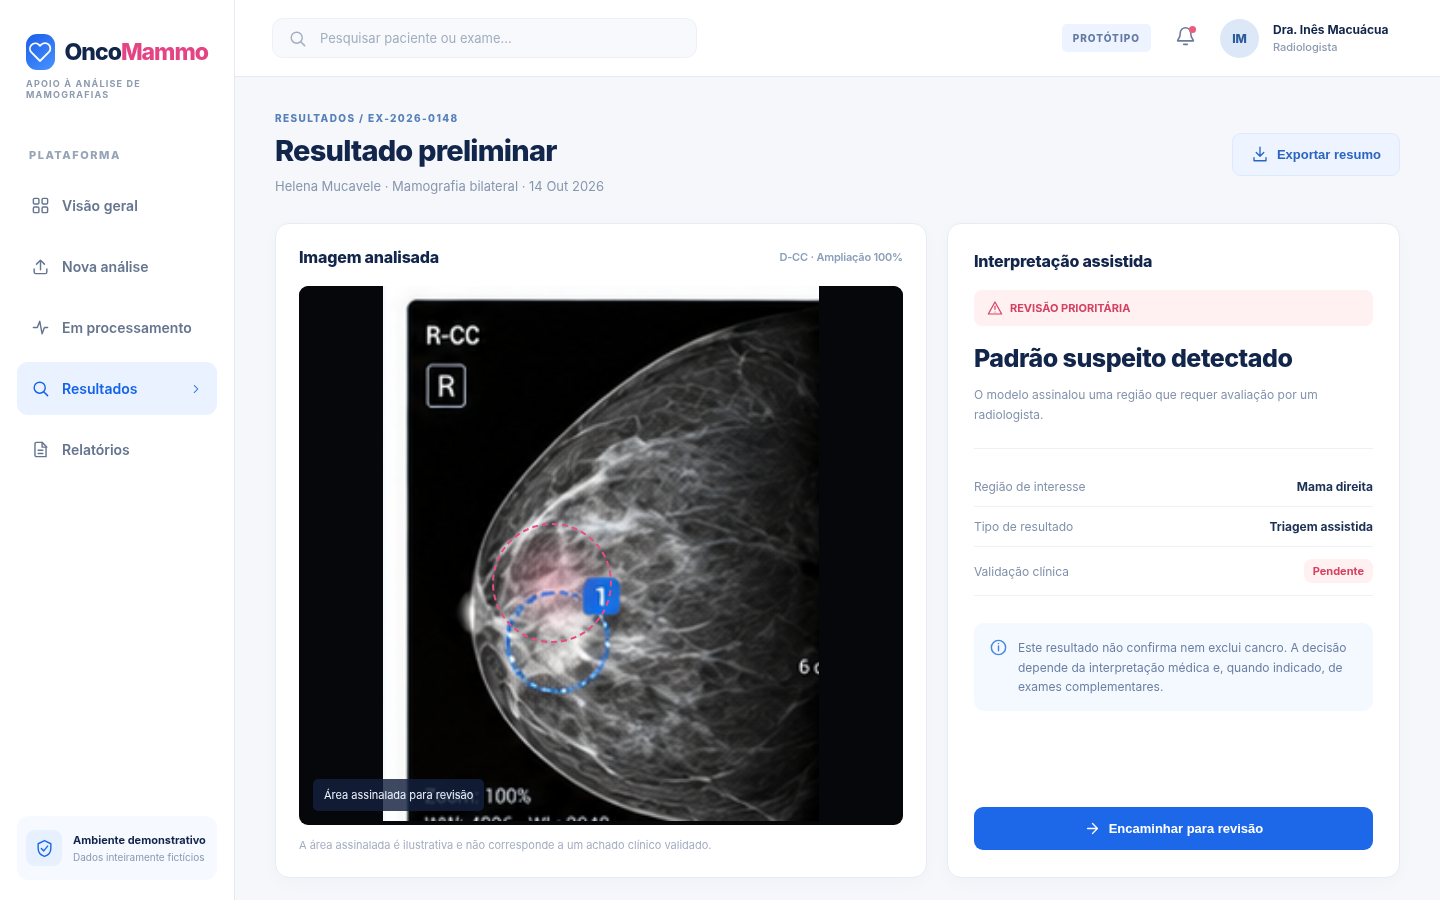 OncoMammo
APOIO À ANÁLISE DE
MAMOGRAFIAS
PLATAFORMA
Visão geral
Nova análise
Em processamento
Resultados
Relatórios
Ambiente demonstrativo
Dados inteiramente fictícios
Pesquisar paciente ou exame...
PROTÓTIPO
IM
Dra. Inês Macuácua
Radiologista
RESULTADOS / EX-2026-0148
Resultado preliminar
Helena Mucavele · Mamografia bilateral · 14 Out 2026
Exportar resumo
Imagem analisada
D-CC · Ampliação 100%
R-CC
R
1
6
Área assinalada para revisão
100%
A área assinalada é ilustrativa e não corresponde a um achado clínico validado.
Interpretação assistida
REVISÃO PRIORITÁRIA
Padrão suspeito detectado
O modelo assinalou uma região que requer avaliação por um
radiologista.
Região de interesse
Mama direita
Tipo de resultado
Triagem assistida
Validação clínica
Pendente
Este resultado não confirma nem exclui cancro. A decisão
depende da interpretação médica e, quando indicado, de
exames complementares.
Encaminhar para revisão